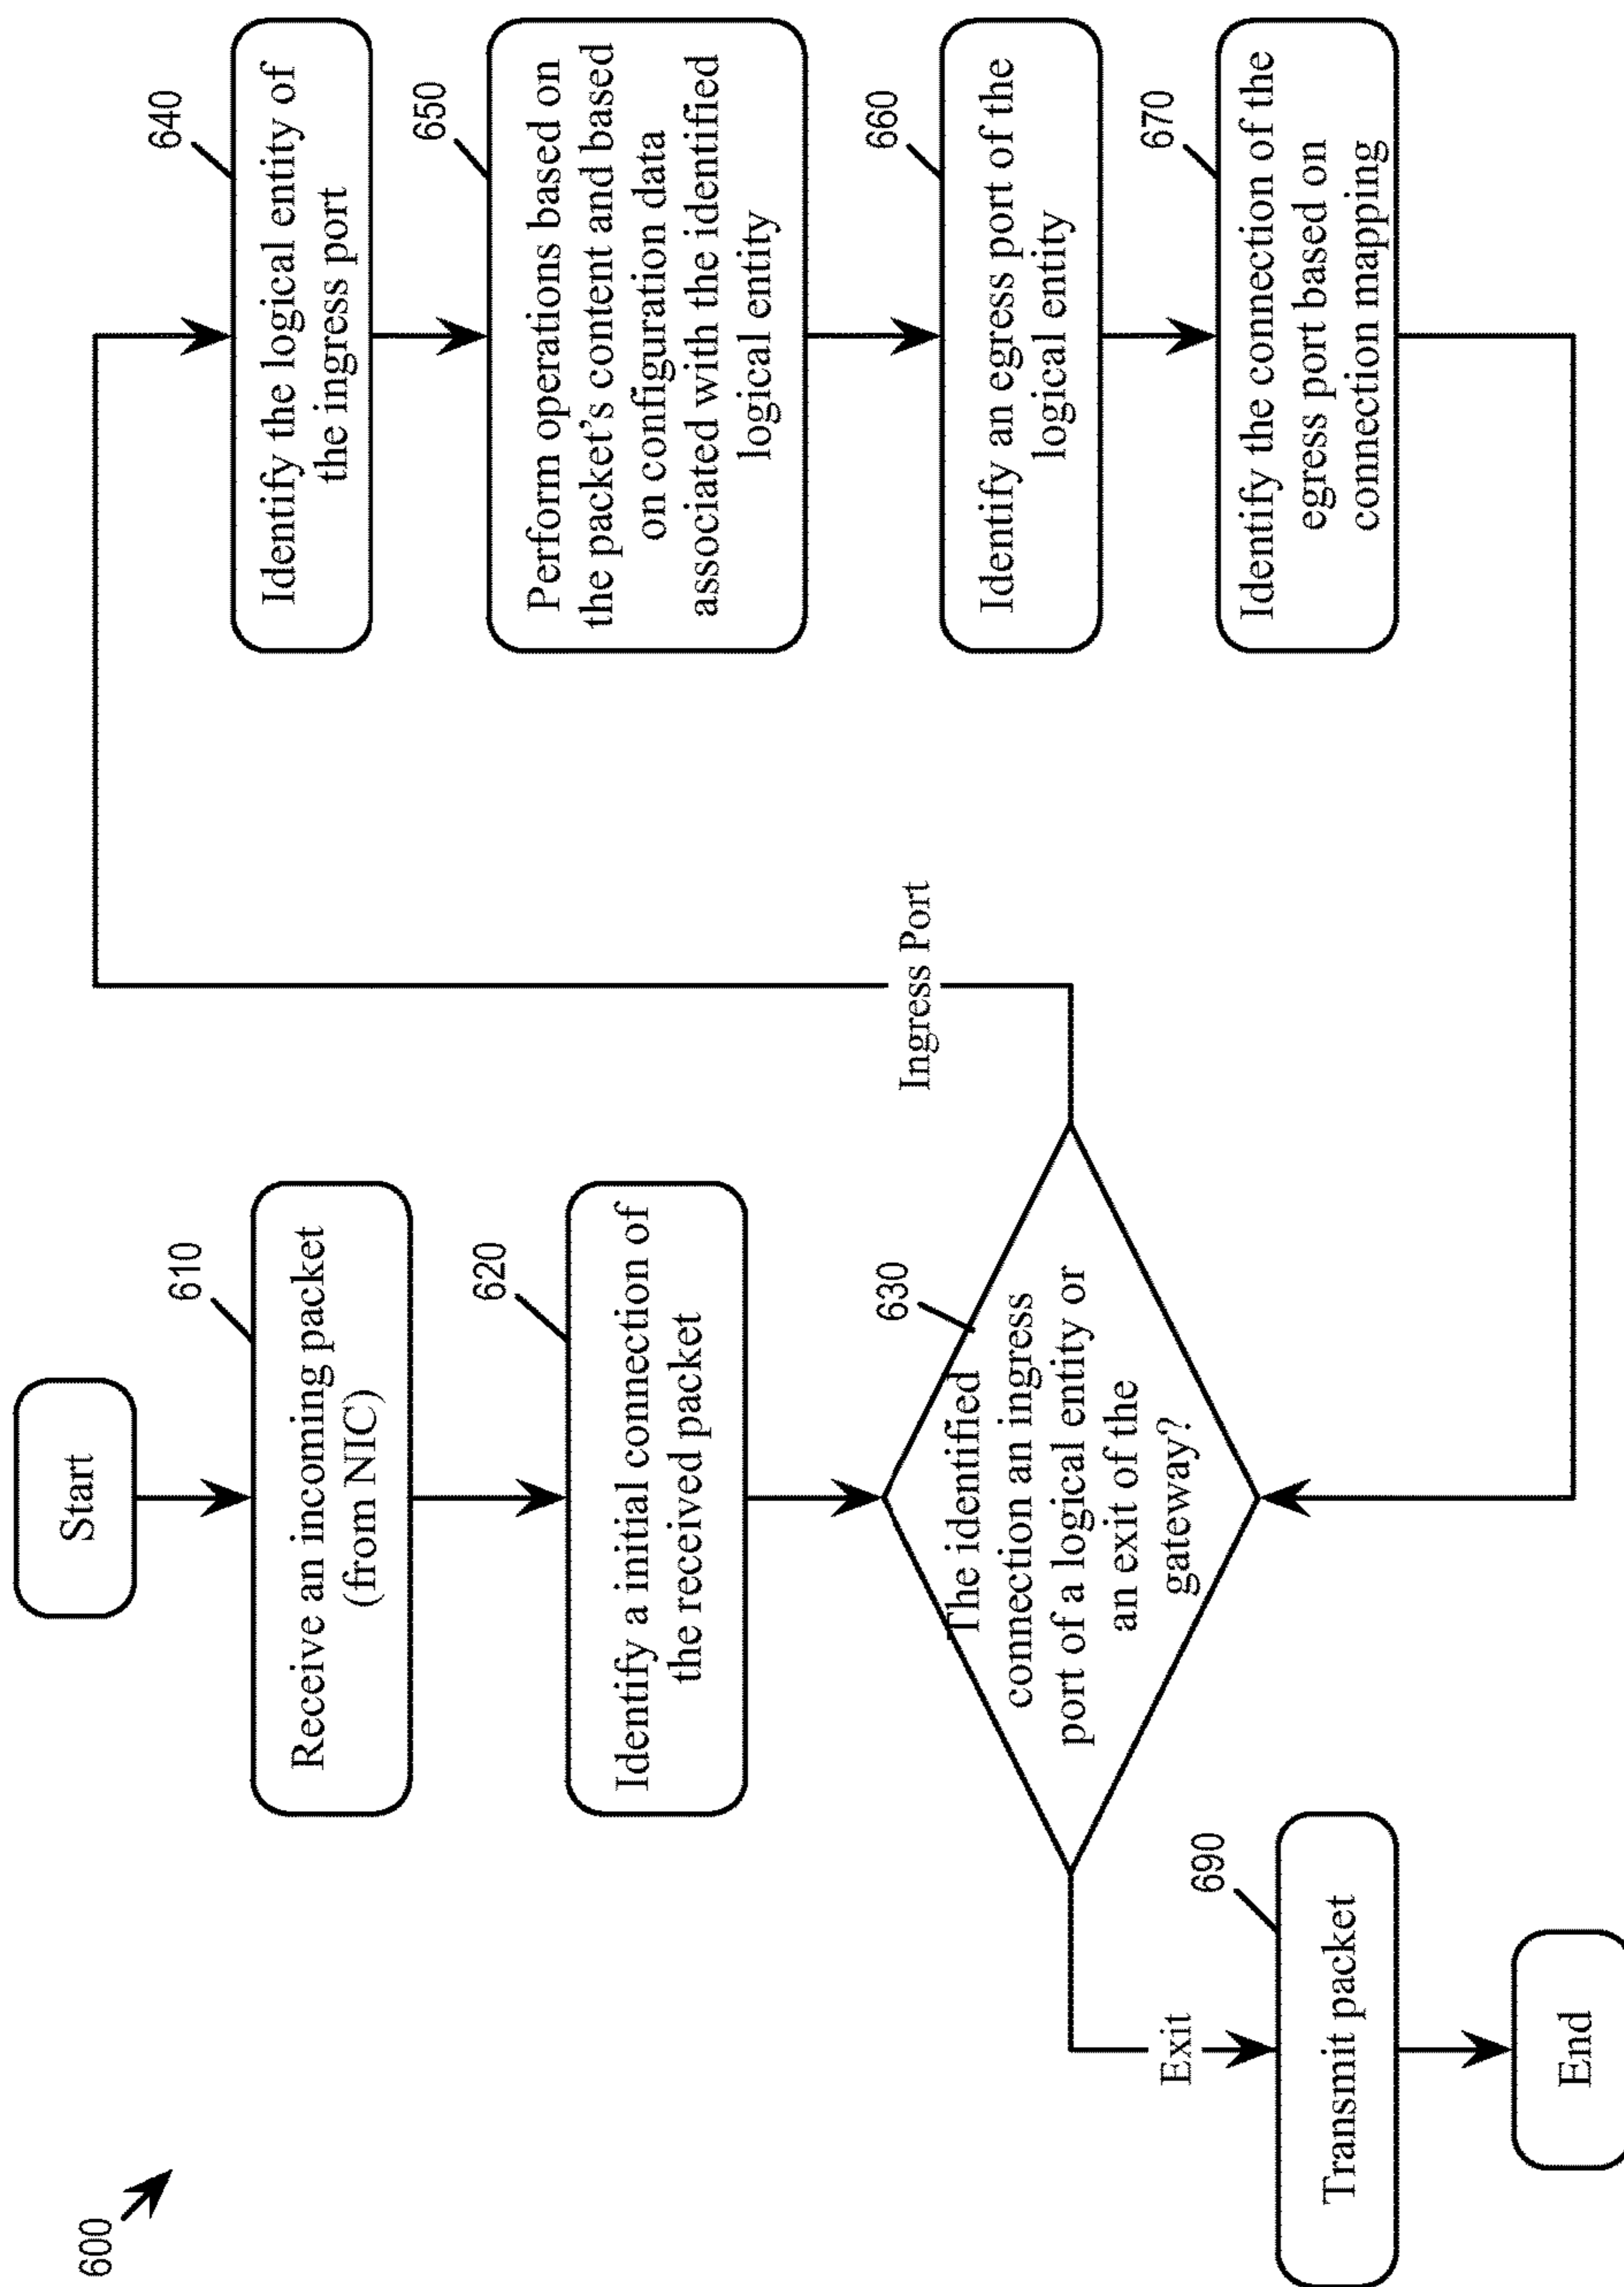 600
Start
610
Receive an incoming packet
(from NIC)
620
Identify a initial connection of
the received packet
630
The identified
connection an ingress
port of a logical entity or
an exit of the
gateway?
Exit
690
Transmit packet
End
Ingress Port
640
Identify the logical entity of
the ingress port
650
Perform operations based on
the packet's content and based
on configuration data
associated with the identified
logical entity
660
Identify an egress port of the
logical entity
670
Identify the connection of the
egress port based on
connection mapping